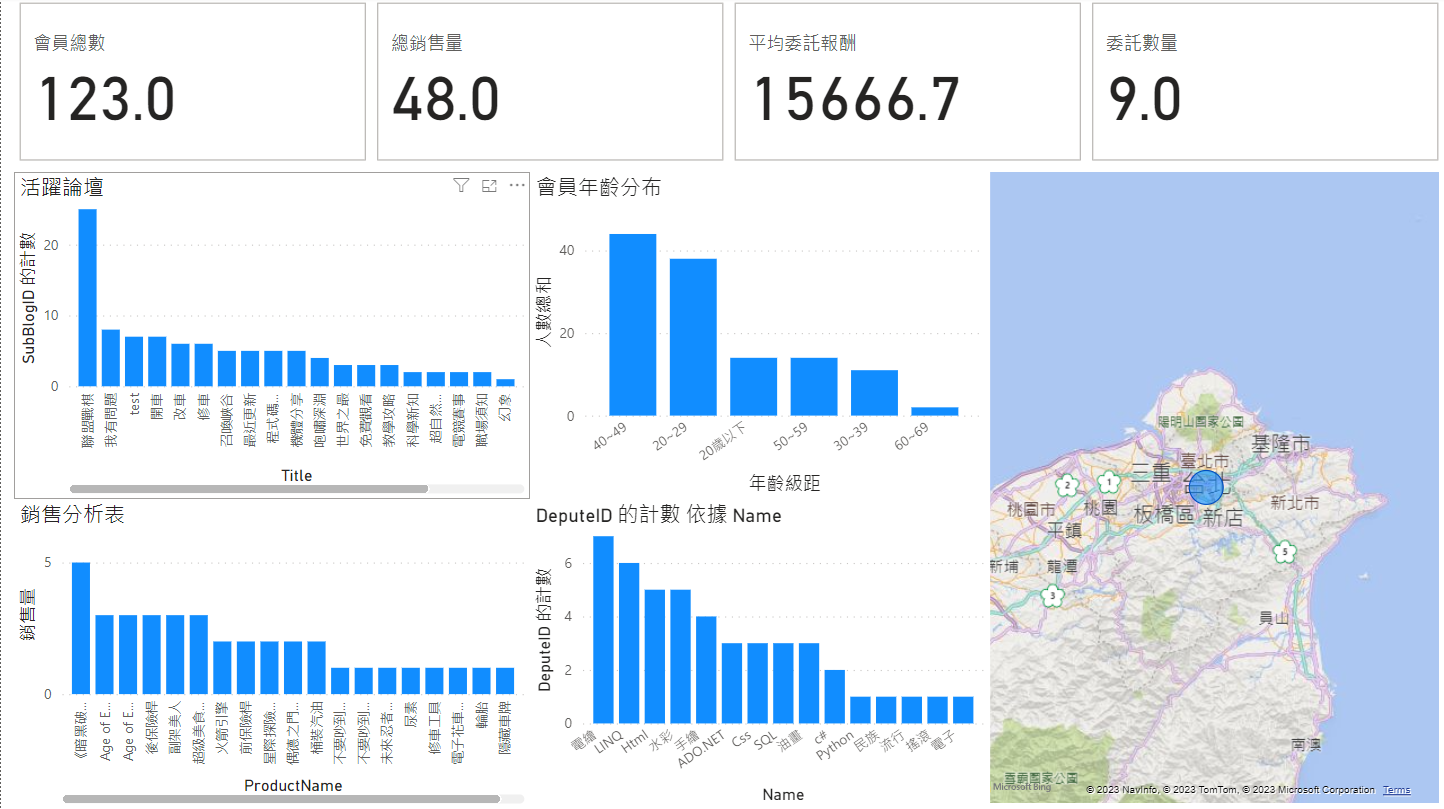 會員總數
123.0
總銷售量
48.0
平均委託報酬
15666.7
委託數量
9.0
活躍論壇
SubBlogID 的計數
20
10
0
聯盟戰棋
我有問題
test
開車
改車
修車
召喚峽谷
最近更新
程式碼...
機體分享
咆嘯深淵
世界之最
免費觀看
教學攻略
科學新知
超自然...
電競賽事
職場須知
幻象
Title
會員年齡分布
人數總和
40
20
0
40~49
20~29
20歲以下
50~59
30~39
60~69
年齡級距
銷售分析表
銷售量
5
0
《暗黑破...
Age of E...
Age of E...
後保險桿
副架美人
超級美食...
火箭引擎
前保險桿
星際探險...
偶德之門...
桶裝汽油
不要吵到...
不要吵到...
未來忍者...
尿素
修車工具
電子花車...
輪胎
隱藏車牌
ProductName
DeputeID 的計數 依據 Name
DeputeID 的計數
6
4
2
0
電繪
LINQ
Html
水彩
手繪
ADO.NET
Css
SQL
油畫
c#
Python
民族
流行
搖滾
電子
Name
陽明山國家公園
基隆市
臺北市
三重
台北
2
1
桃園市
桃園
板橋區
新店
新北市
平鎮
5
新埔
龍潭
3
員山
南澳
雪霸國家公園
Microsoft Bing
© 2023 NavInfo, © 2023 TomTom, © 2023 Microsoft Corporation Terms